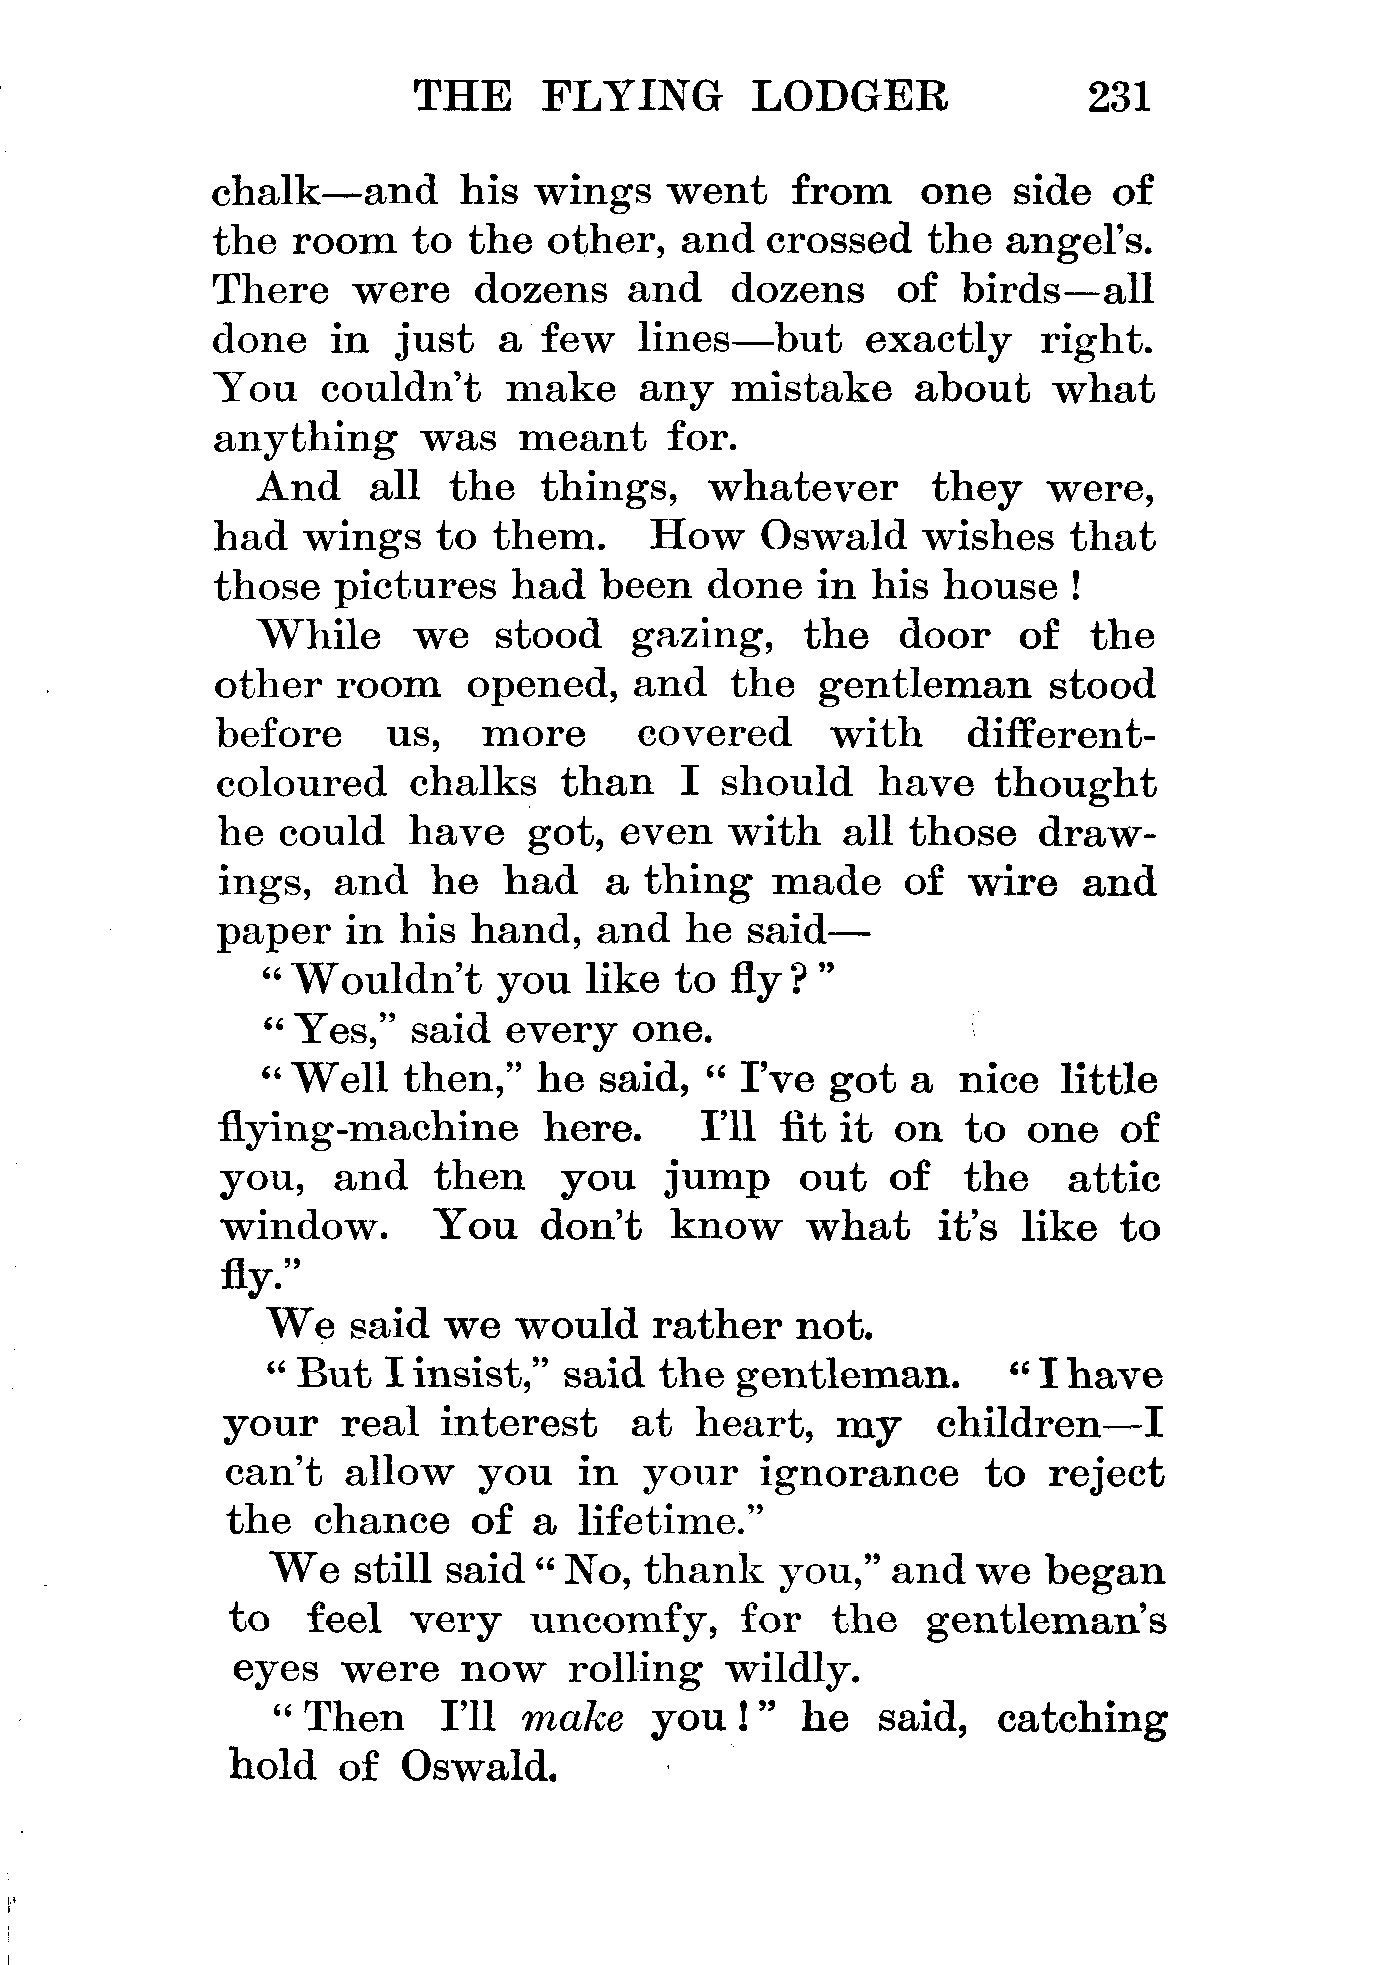 THE FLYING LODGER 231
chalk—and his wings went from one side of
the room to the other, and crossed the angel's.
There were dozens and dozens of birds—all
done in just a few lines—but exactly right.
You couldn't make any mistake about what
anything was meant for.
And all the things, whatever they were,
had wings to them. How Oswald wishes that
those pictures had been done in his house !
While we stood gazing, the door of the
other room opened, and the gentleman stood
before us, more covered with different-
coloured chalks than I should have thought
he could have got, even with all those draw-
ings, and he had a thing made of wire and
paper in his hand, and he said—
“ Wouldn't you like to fly ? ”
“ Yes,” said every one.
“ Well then,” he said, “ I've got a nice little
flying-machine here. I'll fit it on to one of
you, and then you jump out of the attic
window. You don't know what it's like to
fly.”
We said we would rather not.
“ But I insist,” said the gentleman. “ I have
your real interest at heart, my children—I
can't allow you in your ignorance to reject
the chance of a lifetime.”
We still said “ No, thank you,” and we began
to feel very uncomfy, for the gentleman's
eyes were now rolling wildly.
“ Then I'll make you ! ” he said, catching
hold of Oswald.